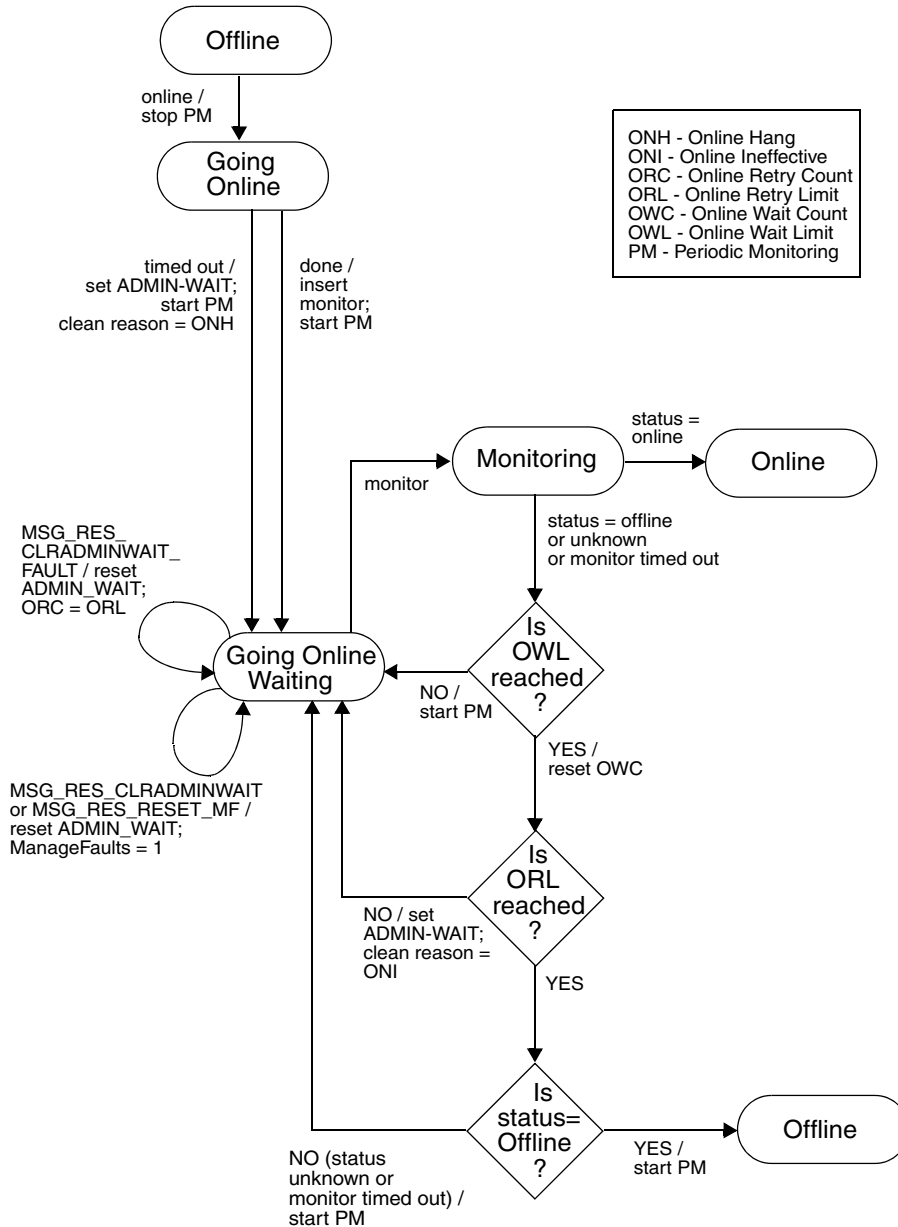 Offline
online /
stop PM
Going
Online
ONH - Online Hang
ONI - Online Ineffective
ORC - Online Retry Count
ORL - Online Retry Limit
OWC - Online Wait Count
OWL - Online Wait Limit
PM - Periodic Monitoring
timed out /
set ADMIN-WAIT;
start PM
clean reason = ONH
done /
insert
monitor;
start PM
status =
online
Monitoring
Online
monitor
status = offline
or unknown
or monitor timed out
MSG_RES_
CLRADMINWAIT_
FAULT / reset
ADMIN_WAIT;
ORC = ORL
Going Online
Waiting
Is
OWL
reached
?
NO /
start PM
YES /
reset OWC
MSG_RES_CLRADMINWAIT
or MSG_RES_RESET_MF /
reset ADMIN_WAIT;
ManageFaults = 1
Is
ORL
reached
?
NO / set
ADMIN-WAIT;
clean reason =
ONI
YES
Is
status=
Offline
?
Offline
YES /
start PM
NO (status
unknown or
monitor timed out) /
start PM